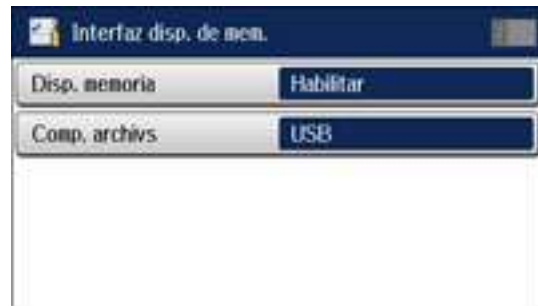 Interfaz disp. de mem.
Disp. memoria Habilitar
Comp. archivs USB